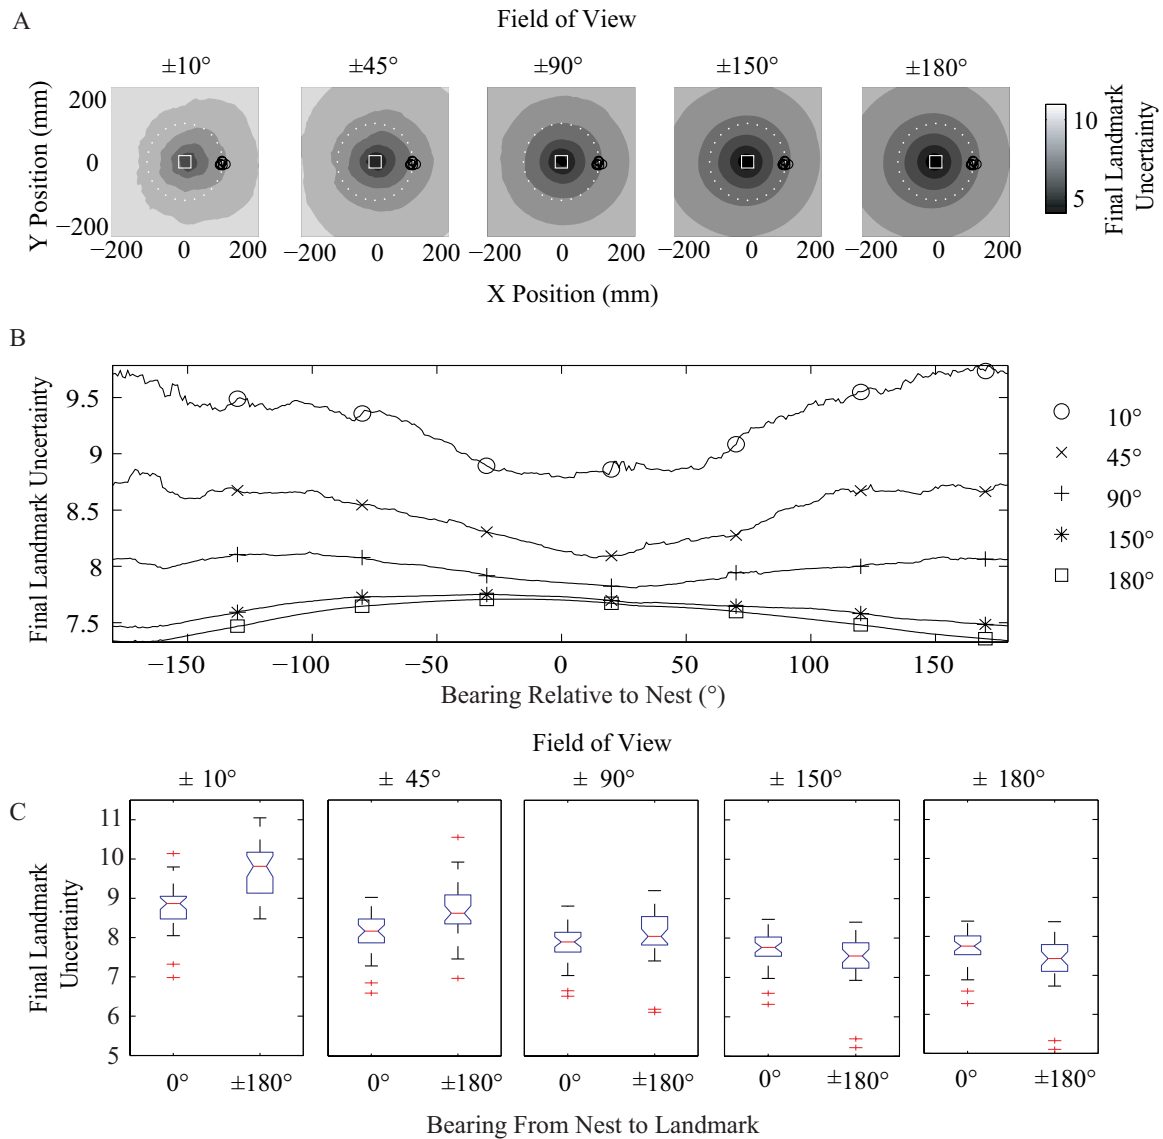 A
Field of View
±10° ±45° ±90° ±150° ±180°
200
0
−200
Y Position (mm)
−200 0 200 −200 0 200 −200 0 200 −200 0 200 −200 0 200
X Position (mm)
10
5
Final Landmark
Uncertainty
B
9.5
9
8.5
8
7.5
Final Landmark Uncertainty
−150 −100 −50 0 50 100 150
Bearing Relative to Nest (°)
10°
45°
90°
150°
180°
Field of View
± 10° ± 45° ± 90° ± 150° ± 180°
C
11
10
9
8
7
6
5
Final Landmark
Uncertainty
0° ±180° 0° ±180° 0° ±180° 0° ±180° 0° ±180°
Bearing From Nest to Landmark